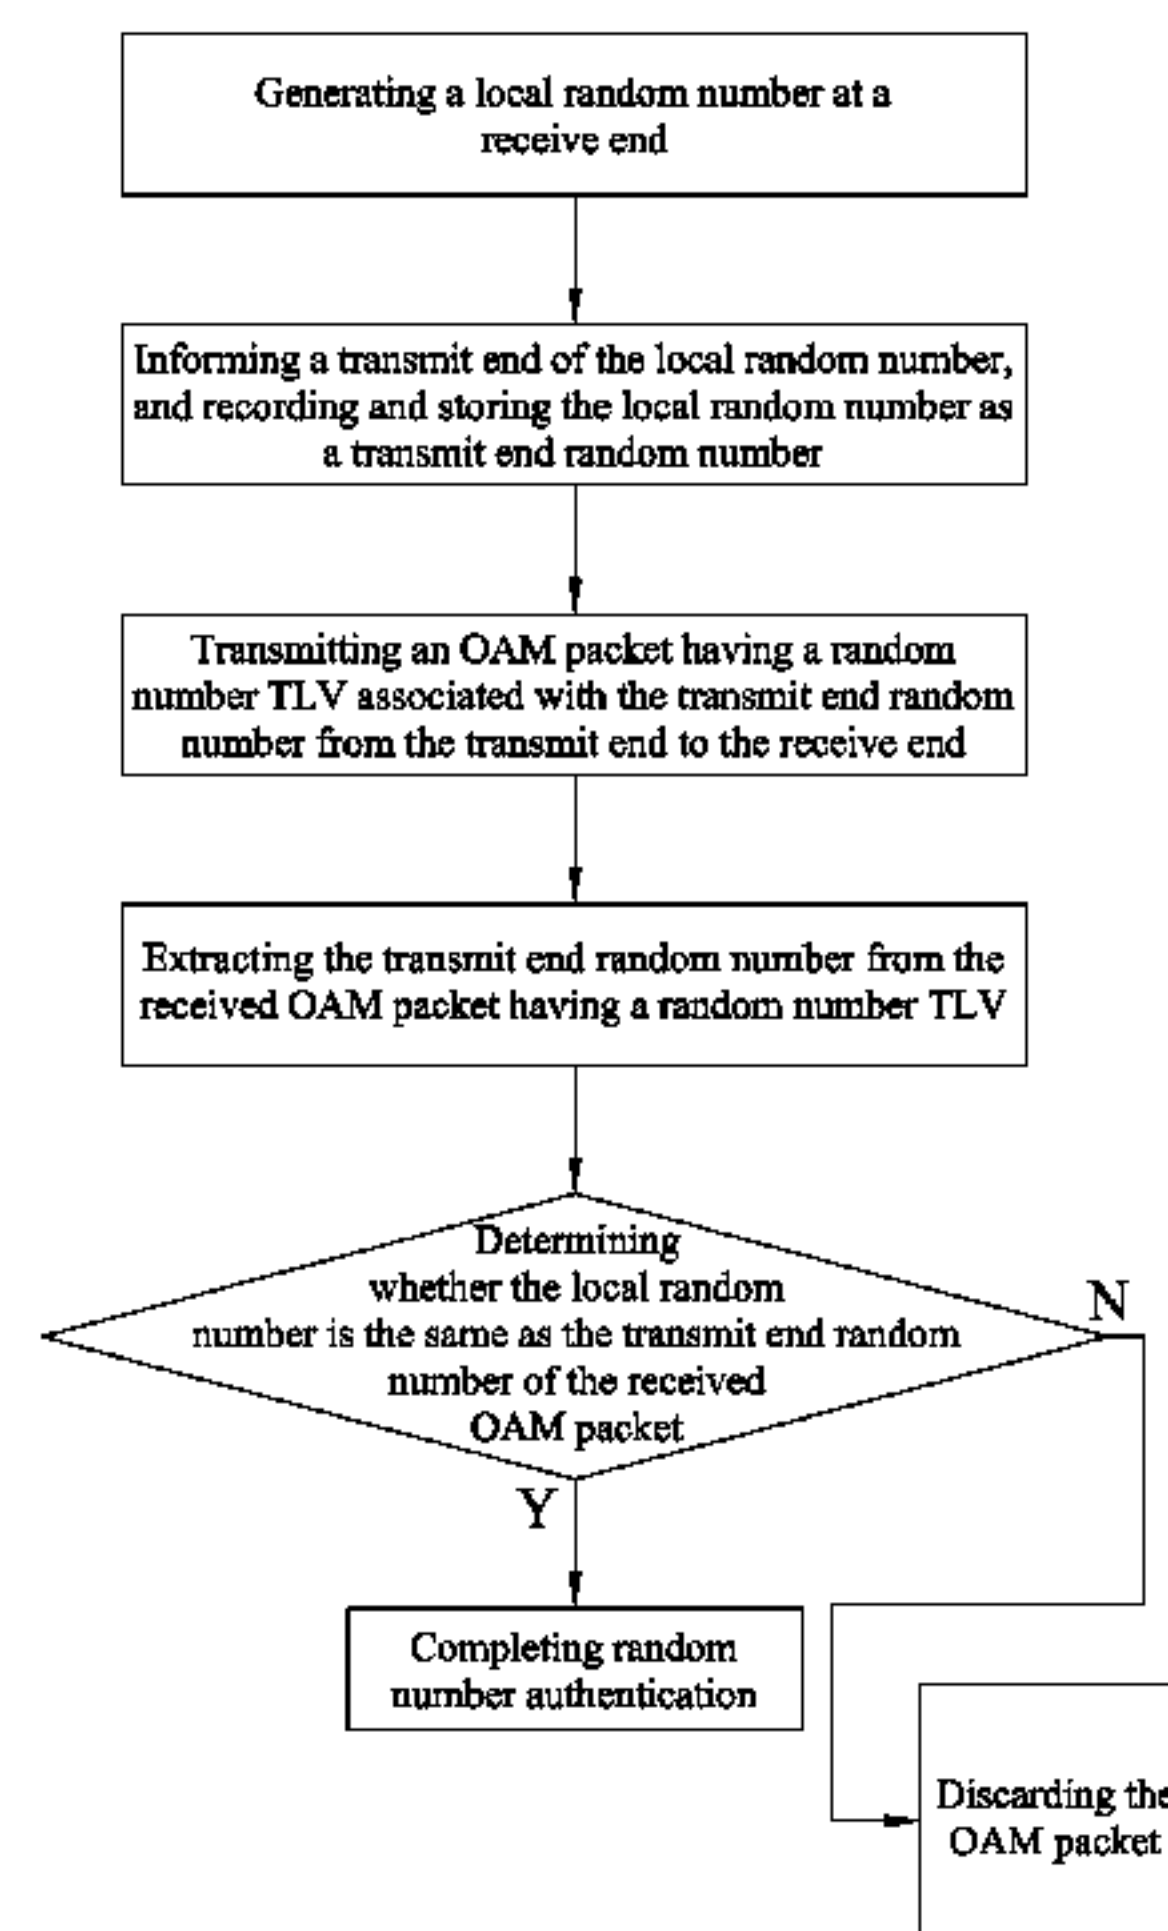 Generating a local random number at a
receive end
Informing a transmit end of the local random number,
and recording and storing the local random number as
a transmit end random number
Transmitting an OAM packet having a random
number TLV associated with the transmit end random
number from the transmit end to the receive end
Extracting the transmit end random number from the
received OAM packet having a random number TLV
Determining
whether the local random
number is the same as the transmit end random
number of the received
OAM packet
N
Y
Completing random
number authentication
Discarding the
OAM packet